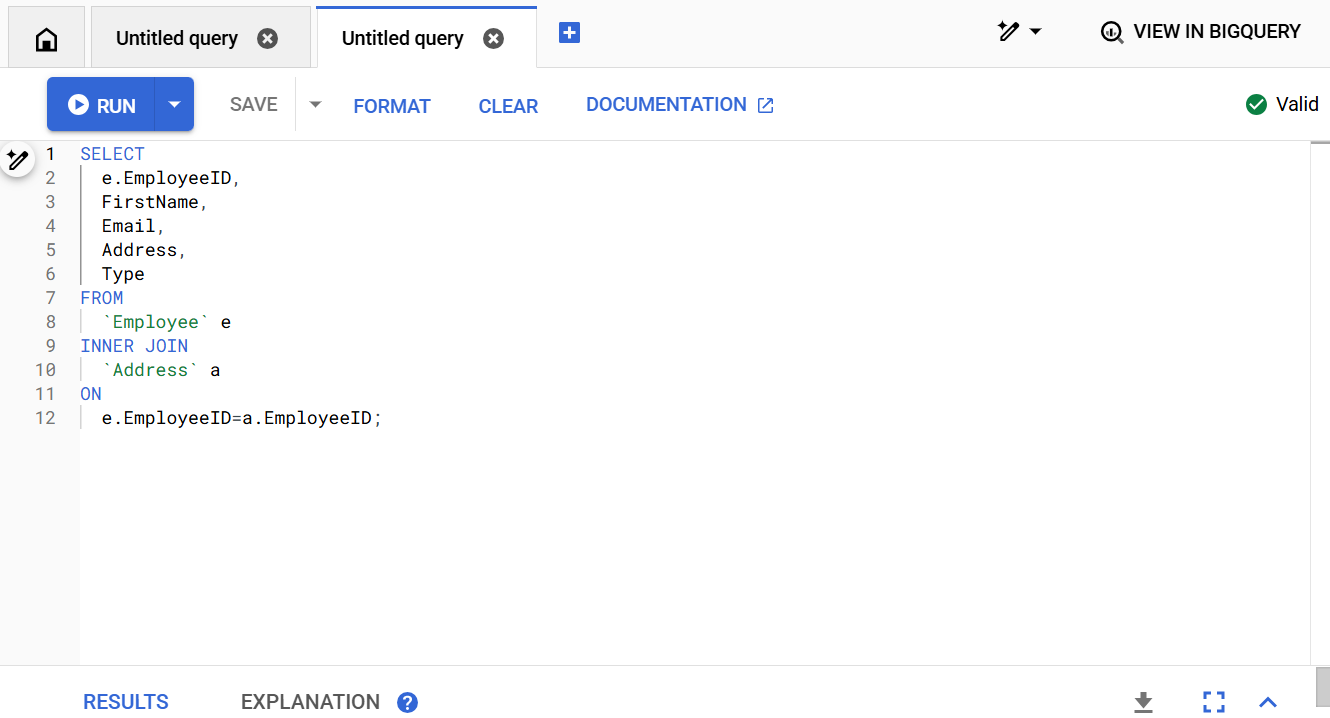 Untitled query Untitled query VIEW IN BIGQUERY
RUN SAVE FORMAT CLEAR DOCUMENTATION Valid
1 SELECT
2 e.EmployeeID,
3 FirstName,
4 Email,
5 Address,
6 Type
7 FROM
8 `Employee` e
9 INNER JOIN
10 `Address` a
11 ON
12 e.EmployeeID=a.EmployeeID;
RESULTS EXPLANATION ?